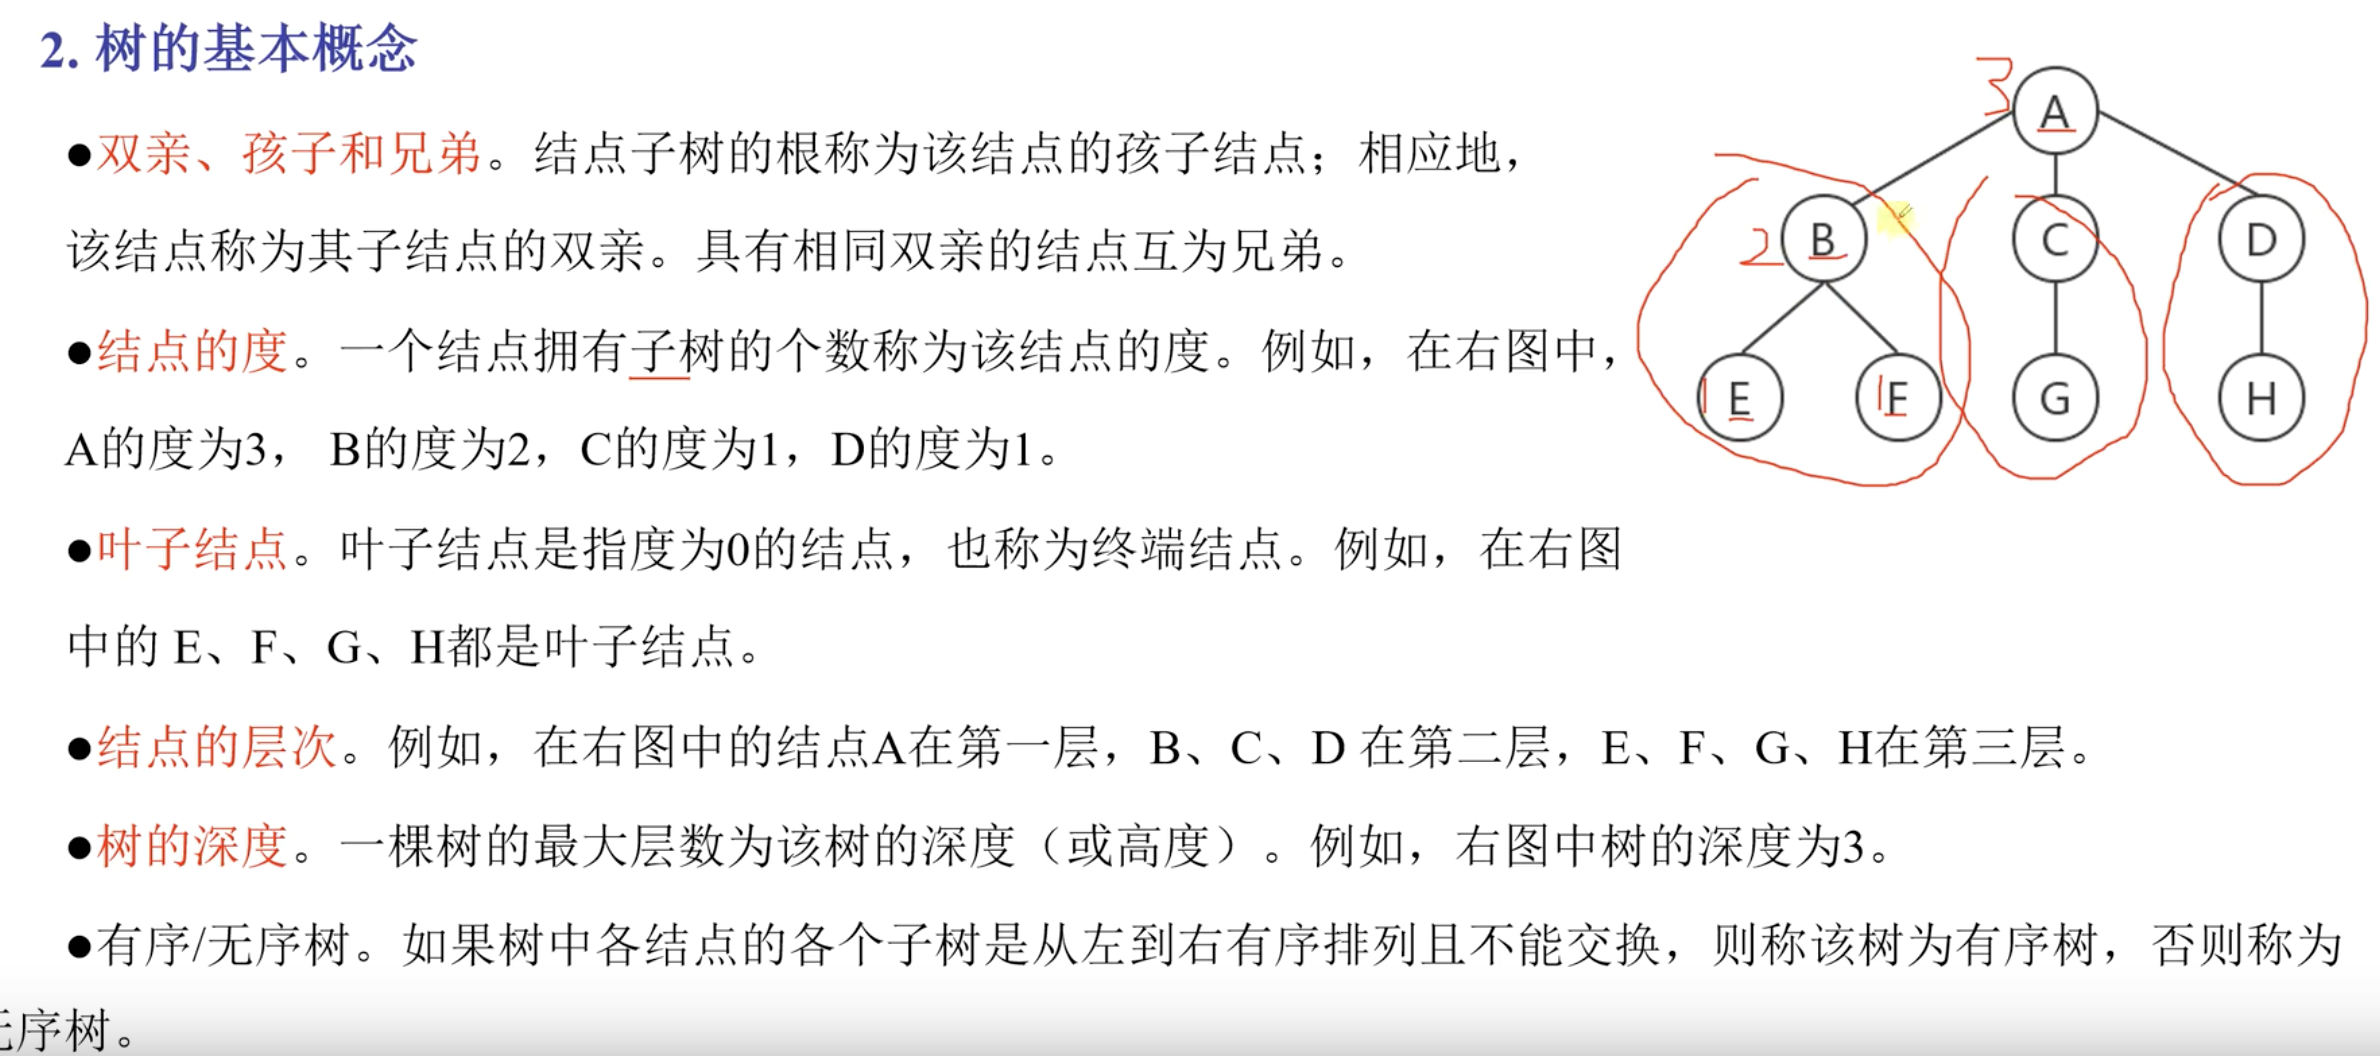 2. 树的基本概念
●双亲、孩子和兄弟。结点子树的根称为该结点的孩子结点；相应地，
该结点称为其子结点的双亲。具有相同双亲的结点互为兄弟。
●结点的度。一个结点拥有子树的个数称为该结点的度。例如，在右图中，
A的度为3， B的度为2，C的度为1，D的度为1。
●叶子结点。叶子结点是指度为0的结点，也称为终端结点。例如，在右图
中的 E、F、G、H都是叶子结点。
●结点的层次。例如，在右图中的结点A在第一层，B、C、D 在第二层，E、F、G、H在第三层。
●树的深度。一棵树的最大层数为该树的深度（或高度）。例如，右图中树的深度为3。
●有序/无序树。如果树中各结点的各个子树是从左到右有序排列且不能交换，则称该树为有序树，否则称为
无序树。
3 A
2 B C D
1 E 1 F G H